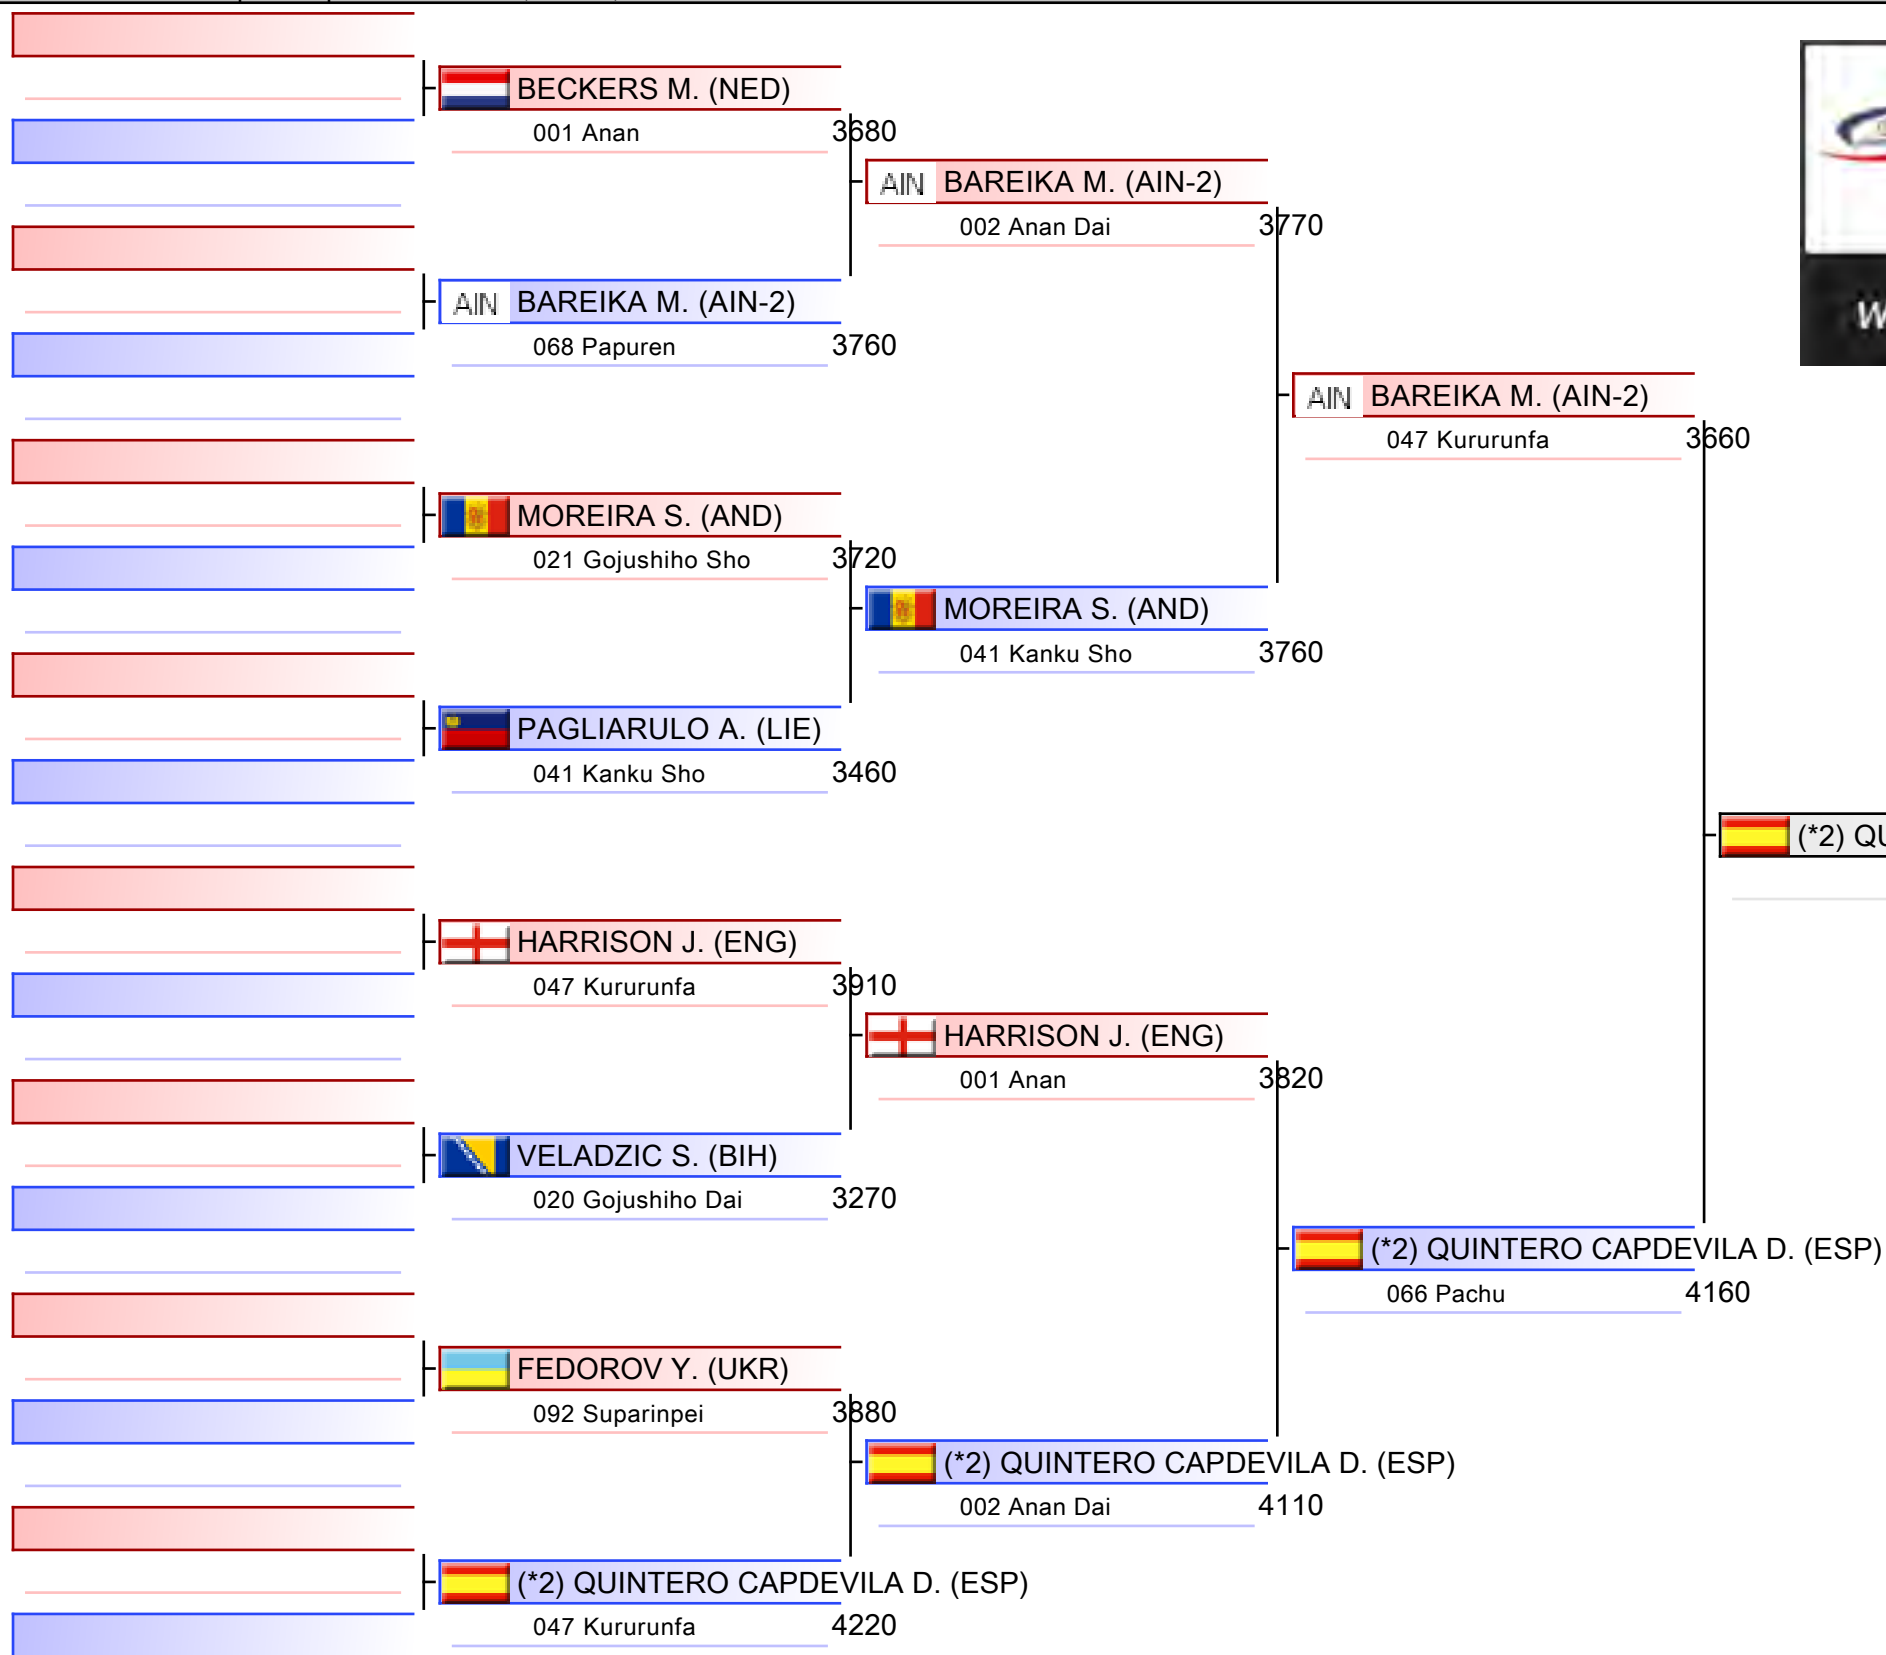 BECKERS M. (NED)
001 Anan 3680
AIN BAREIKA M. (AIN-2)
002 Anan Dai 3770
AIN BAREIKA M. (AIN-2)
068 Papuren 3760
AIN BAREIKA M. (AIN-2)
047 Kururunfa 3660
MOREIRA S. (AND)
021 Gojushiho Sho 3720
MOREIRA S. (AND)
041 Kanku Sho 3760
PAGLIARULO A. (LIE)
041 Kanku Sho 3460
(*2) QU
HARRISON J. (ENG)
047 Kururunfa 3910
HARRISON J. (ENG)
001 Anan 3820
VELADZIC S. (BIH)
020 Gojushiho Dai 3270
(*2) QUINTERO CAPDEVILA D. (ESP)
066 Pachu 4160
FEDOROV Y. (UKR)
092 Suparinpei 3880
(*2) QUINTERO CAPDEVILA D. (ESP)
002 Anan Dai 4110
(*2) QUINTERO CAPDEVILA D. (ESP)
047 Kururunfa 4220